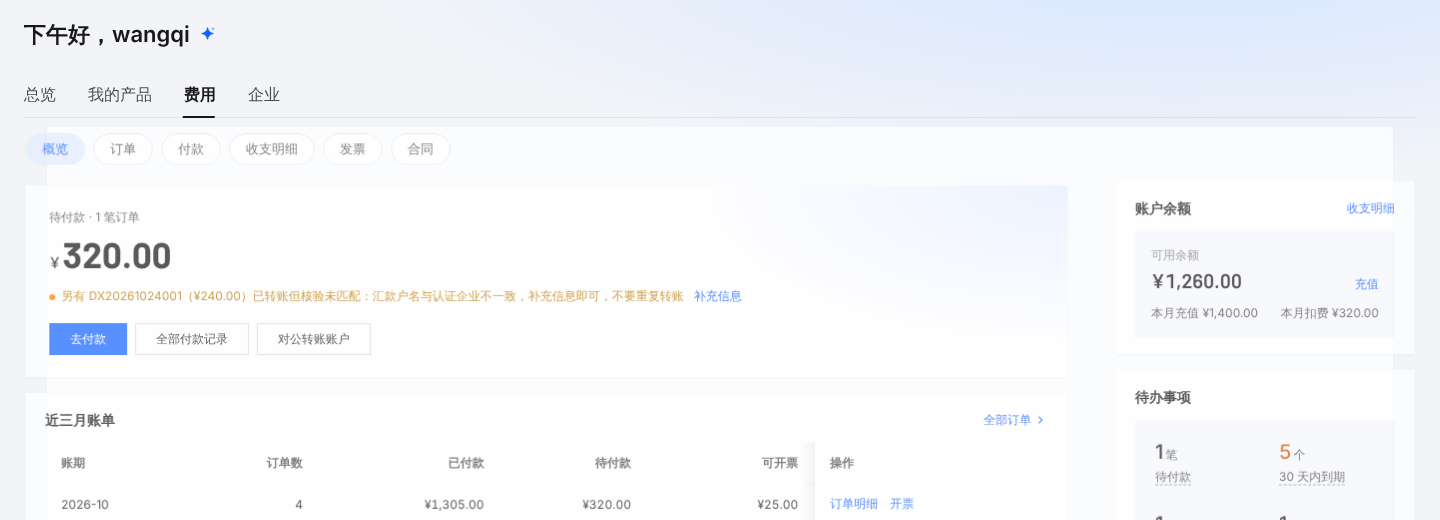 下午好，wangqi
总览 我的产品 费用 企业
概览 订单 付款 收支明细 发票 合同
待付款 · 1 笔订单
¥320.00
另有 DX20261024001（¥240.00）已转账但核验未匹配：汇款户名与认证企业不一致，补充信息即可，不要重复转账 补充信息
去付款 全部付款记录 对公转账账户
近三月账单 全部订单
账期 订单数 已付款 待付款 可开票 操作
2026-10 4 ¥1,305.00 ¥320.00 ¥25.00 订单明细 开票
账户余额 收支明细
可用余额
¥1,260.00 充值
本月充值 ¥1,400.00 本月扣费 ¥320.00
待办事项
1笔 5个
待付款 30 天内到期